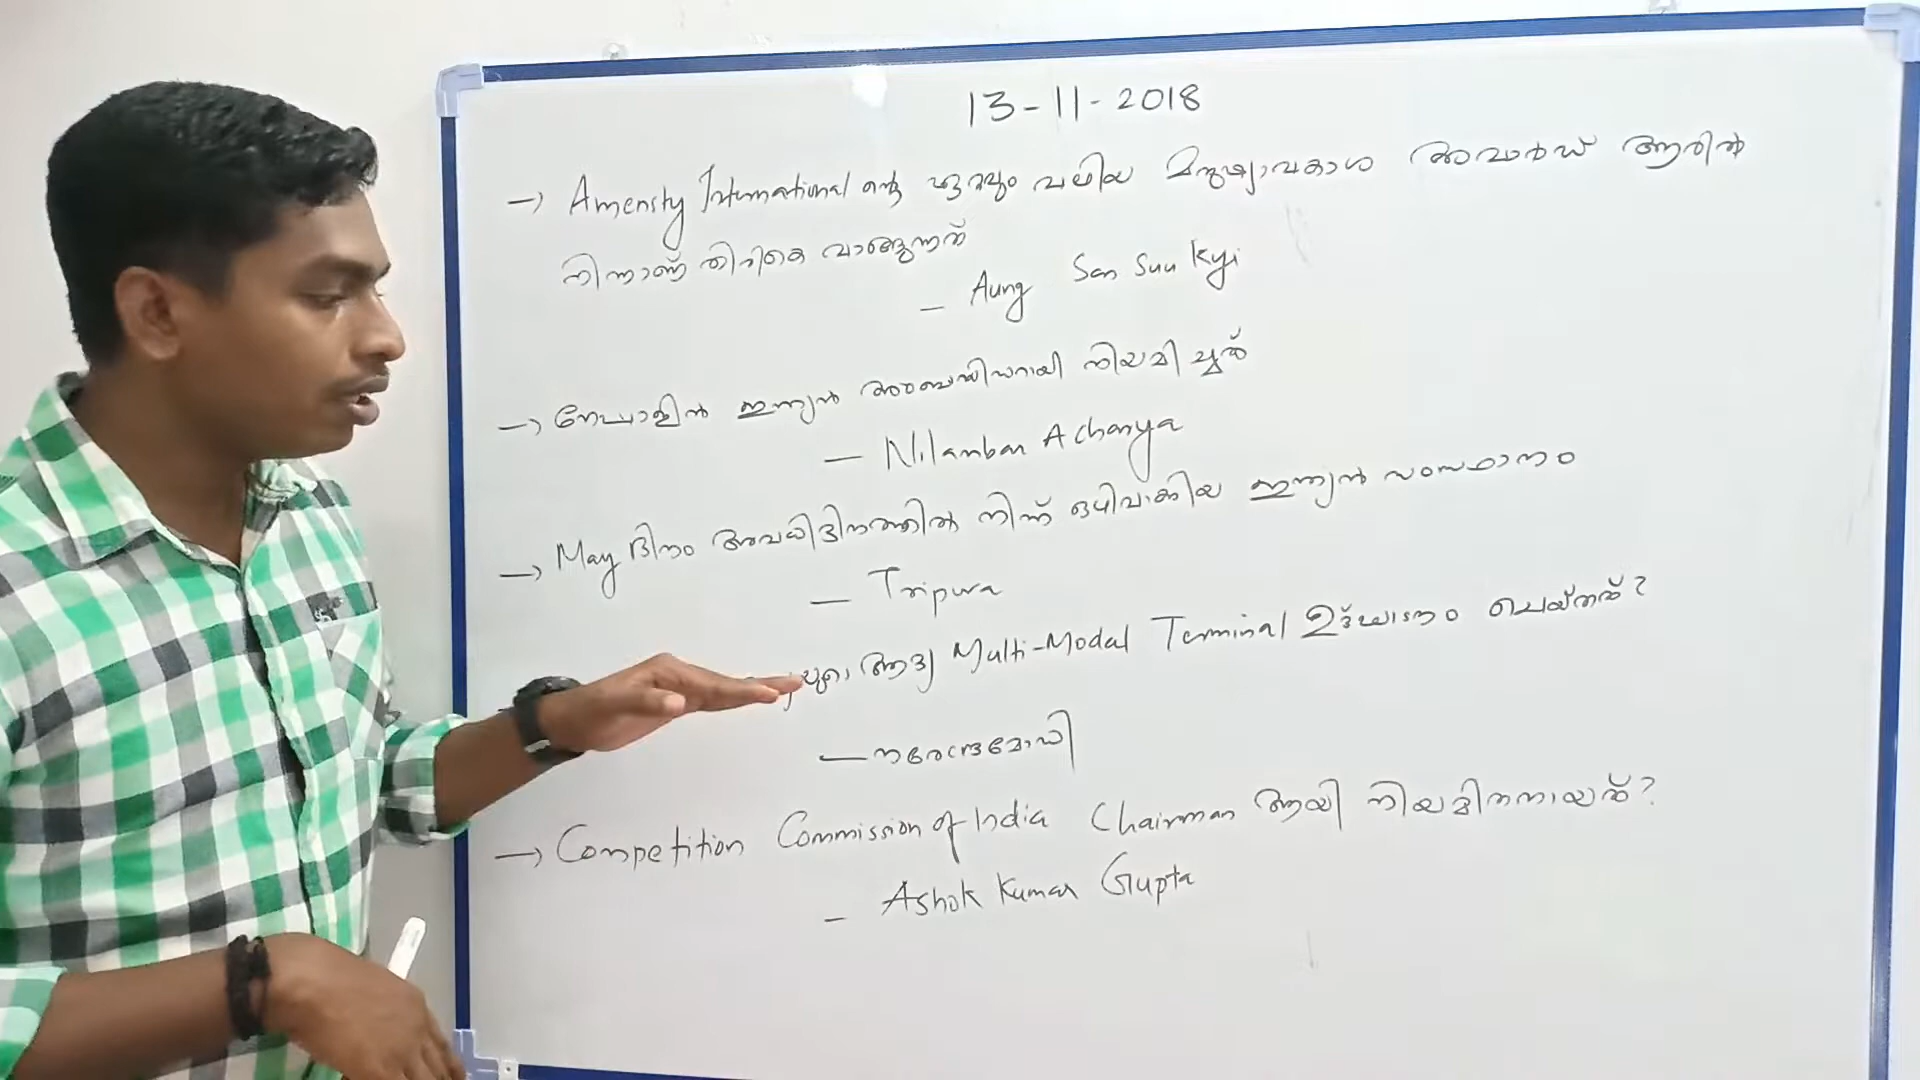 13-11-2018
→ Amensty International ന്റെ ഏറ്റവും വലിയ മനുഷ്യാവകാശ അവാർഡ് ആരിൽ
നിന്നാണ് തിരികെ വാങ്ങുന്നത്
— Aung San Suu Kyi
→ നേപ്പാളിൻ ഇന്ത്യൻ അംബാസിഡറായി നിയമിച്ചത്
— Nilambar Acharya
→ May ദിനം അവധിദിനത്തിൽ നിന്ന് ഒഴിവാക്കിയ ഇന്ത്യൻ സംസ്ഥാനം
— Tripura
ആദ്യ Multi-Modal Terminal ഉദ്ഘാടനം ചെയ്തത്?
— നരേന്ദ്രമോഡി
→ Competition Commission of India Chairman ആയി നിയമിതനായത്?
— Ashok Kumar Gupta